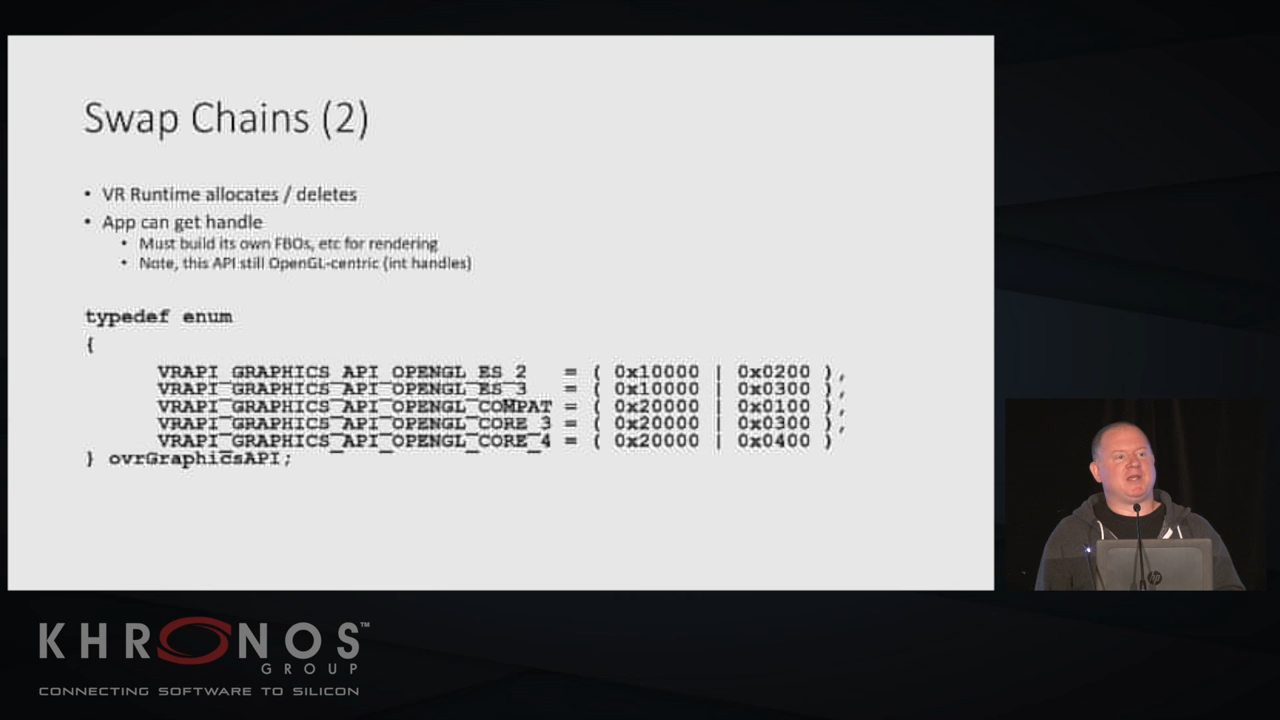 Swap Chains (2)
• VR Runtime allocates / deletes
• App can get handle
• Must build its own FBOs, etc for rendering
• Note, this API still OpenGL-centric (int handles)
typedef enum
{
VRAPI_GRAPHICS_API_OPENGL_ES_2 = ( 0x10000 | 0x0200 ),
VRAPI_GRAPHICS_API_OPENGL_ES_3 = ( 0x10000 | 0x0300 ),
VRAPI_GRAPHICS_API_OPENGL_COMPAT = ( 0x20000 | 0x0100 ),
VRAPI_GRAPHICS_API_OPENGL_CORE_3 = ( 0x20000 | 0x0300 ),
VRAPI_GRAPHICS_API_OPENGL_CORE_4 = ( 0x20000 | 0x0400 )
} ovrGraphicsAPI;
hp
KHRONOS™
GROUP
CONNECTING SOFTWARE TO SILICON